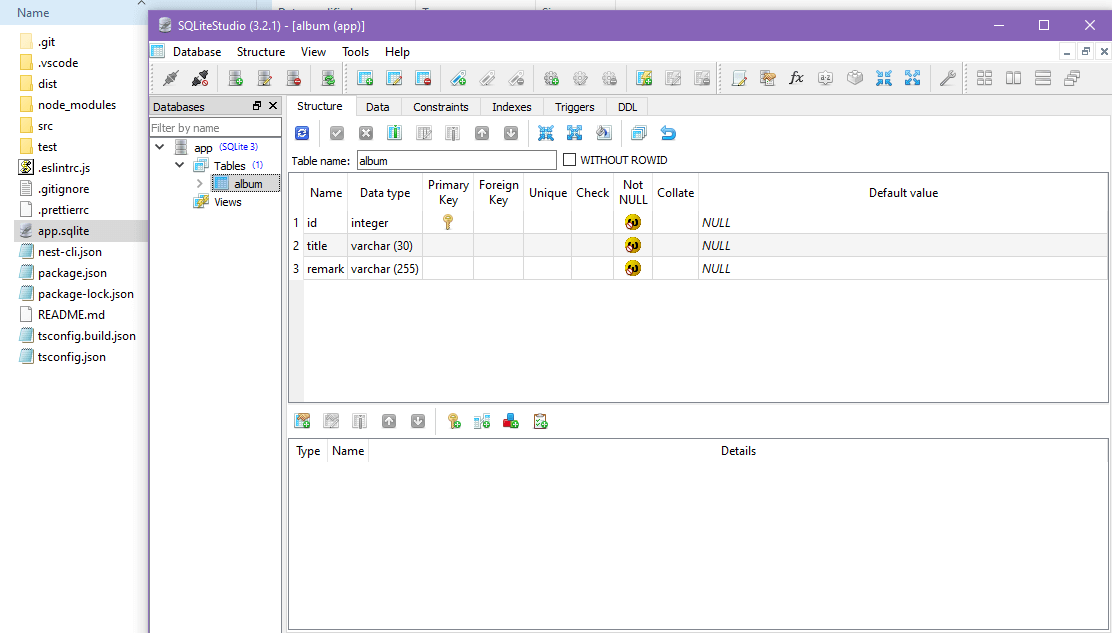 Name
.git
.vscode
dist
node_modules
src
test
.eslintrc.js
.gitignore
.prettierrc
app.sqlite
nest-cli.json
package.json
package-lock.json
README.md
tsconfig.build.json
tsconfig.json
SQLiteStudio (3.2.1) - [album (app)]
Database Structure View Tools Help
Databases
Filter by name
app (SQLite 3)
Tables (1)
album
Views
Structure Data Constraints Indexes Triggers DDL
Table name: album WITHOUT ROWID
Name Data type Primary Key Foreign Key Unique Check Not NULL Collate Default value
1 id integer NULL
2 title varchar (30) NULL
3 remark varchar (255) NULL
Type Name Details